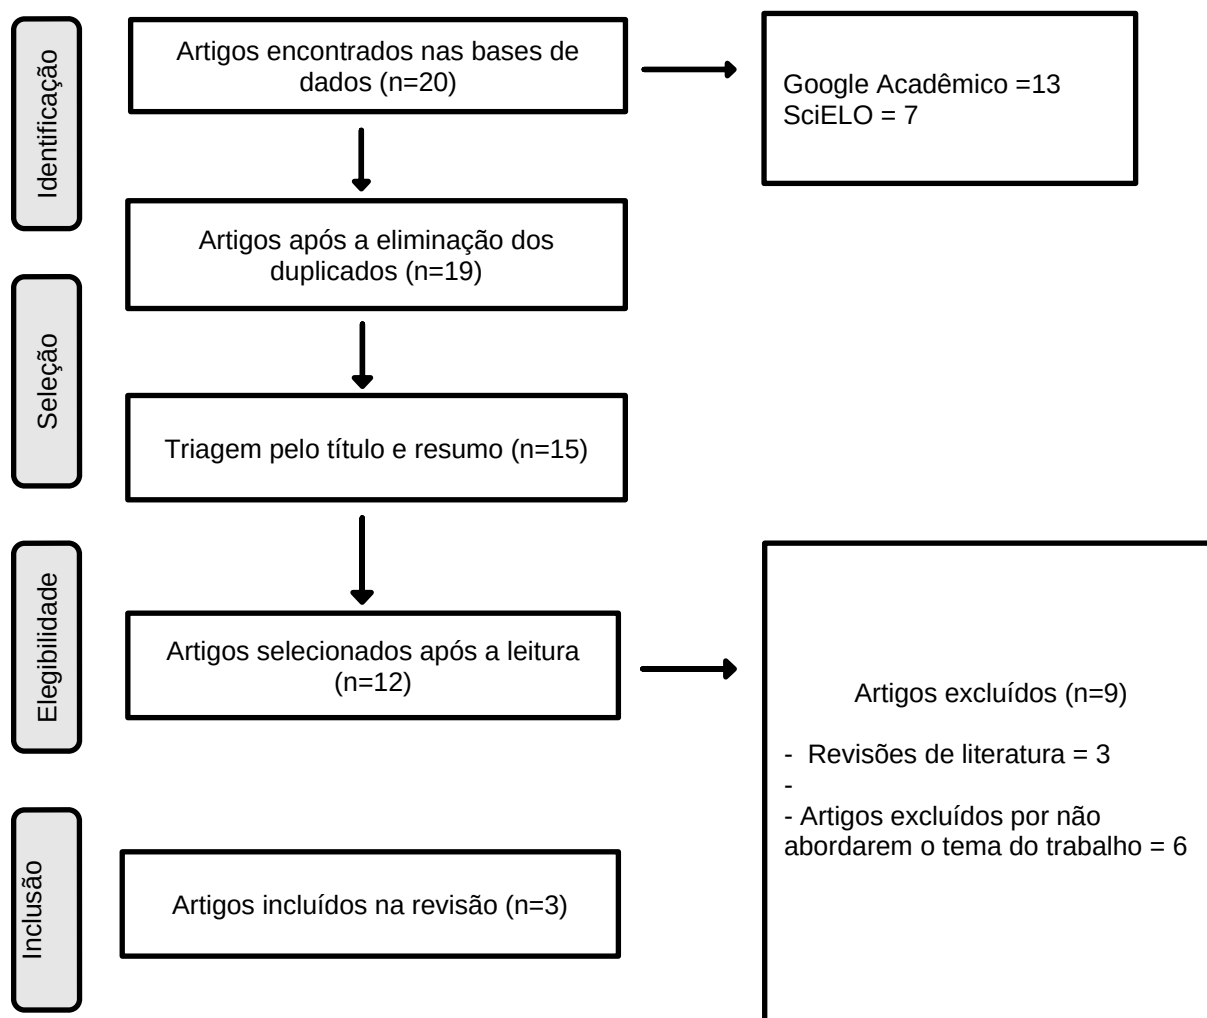 Identificação
Artigos encontrados nas bases de
dados (n=20)
Google Acadêmico =13
SciELO = 7
Artigos após a eliminação dos
duplicados (n=19)
Seleção
Triagem pelo título e resumo (n=15)
Elegibilidade
Artigos selecionados após a leitura
(n=12)
Artigos excluídos (n=9)
-  Revisões de literatura = 3
-
- Artigos excluídos por não
abordarem o tema do trabalho = 6
Inclusão
Artigos incluídos na revisão (n=3)